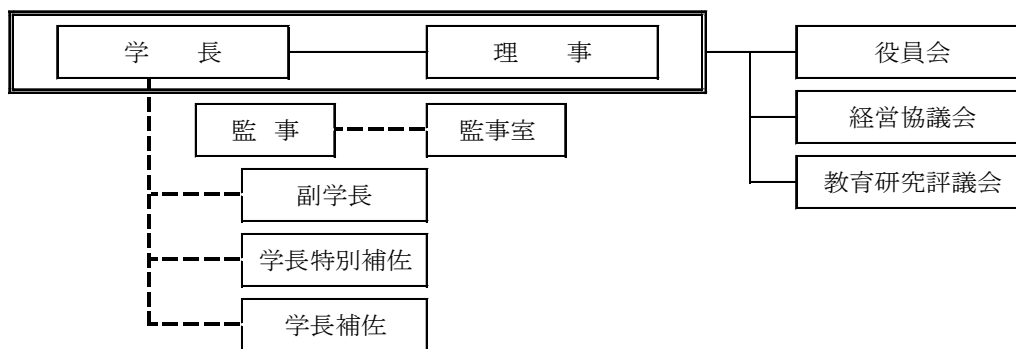 学　長
理　事
役員会
監 事
監事室
経営協議会
副学長
教育研究評議会
学長特別補佐
学長補佐